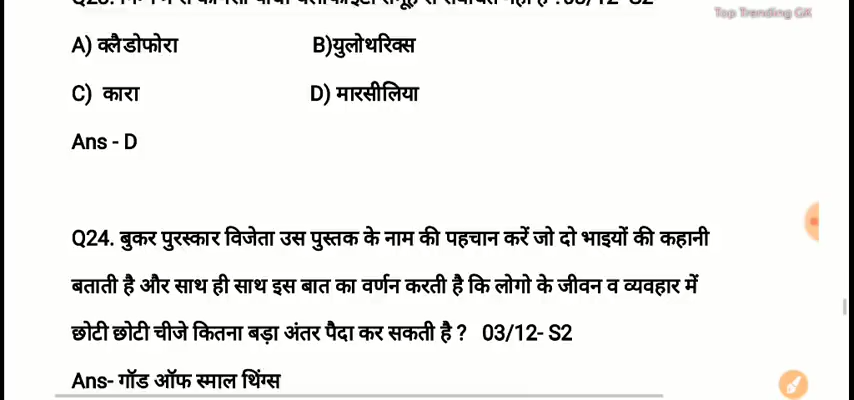 Top Trending GK
A) क्लैडोफोरा B)युलोथरिक्स
C) कारा D) मारसीलिया
Ans - D
Q24. बुकर पुरस्कार विजेता उस पुस्तक के नाम की पहचान करें जो दो भाइयों की कहानी
बताती है और साथ ही साथ इस बात का वर्णन करती है कि लोगो के जीवन व व्यवहार में
छोटी छोटी चीजे कितना बड़ा अंतर पैदा कर सकती है ? 03/12- S2
Ans- गॉड ऑफ स्माल थिंग्स